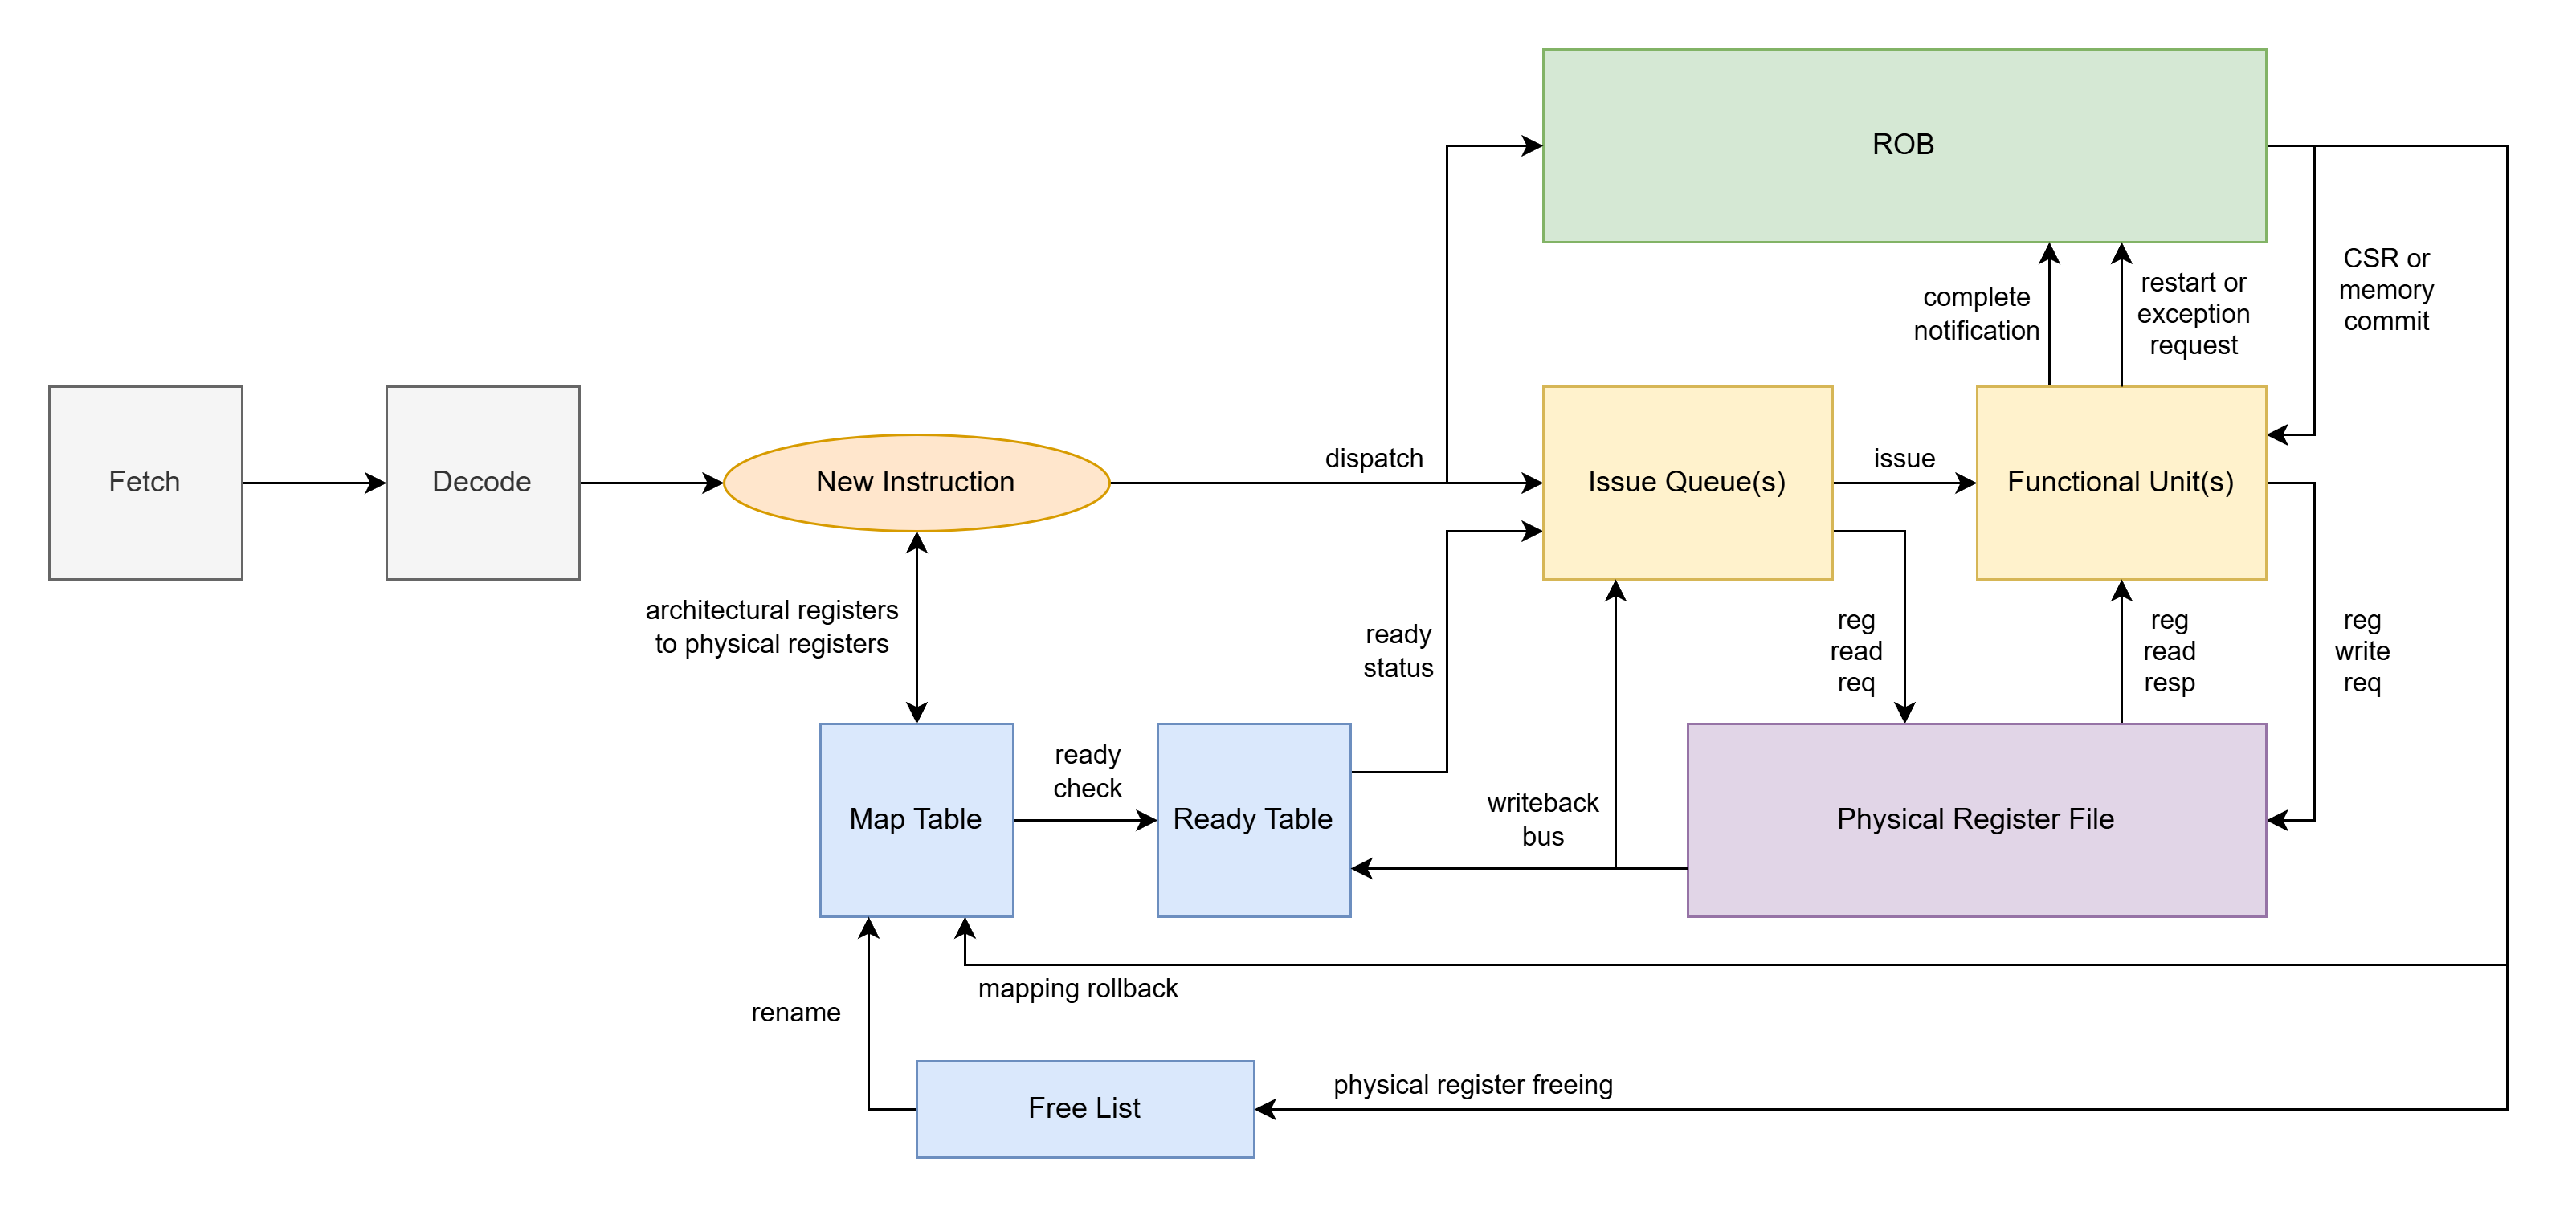 ROB
CSR or
memory
commit
complete
notification
restart or
exception
request
Fetch
Decode
New Instruction
dispatch
Issue Queue(s)
issue
Functional Unit(s)
architectural registers
to physical registers
ready
status
reg
read
req
reg
read
resp
reg
write
req
Map Table
ready
check
Ready Table
writeback
bus
Physical Register File
mapping rollback
rename
Free List
physical register freeing